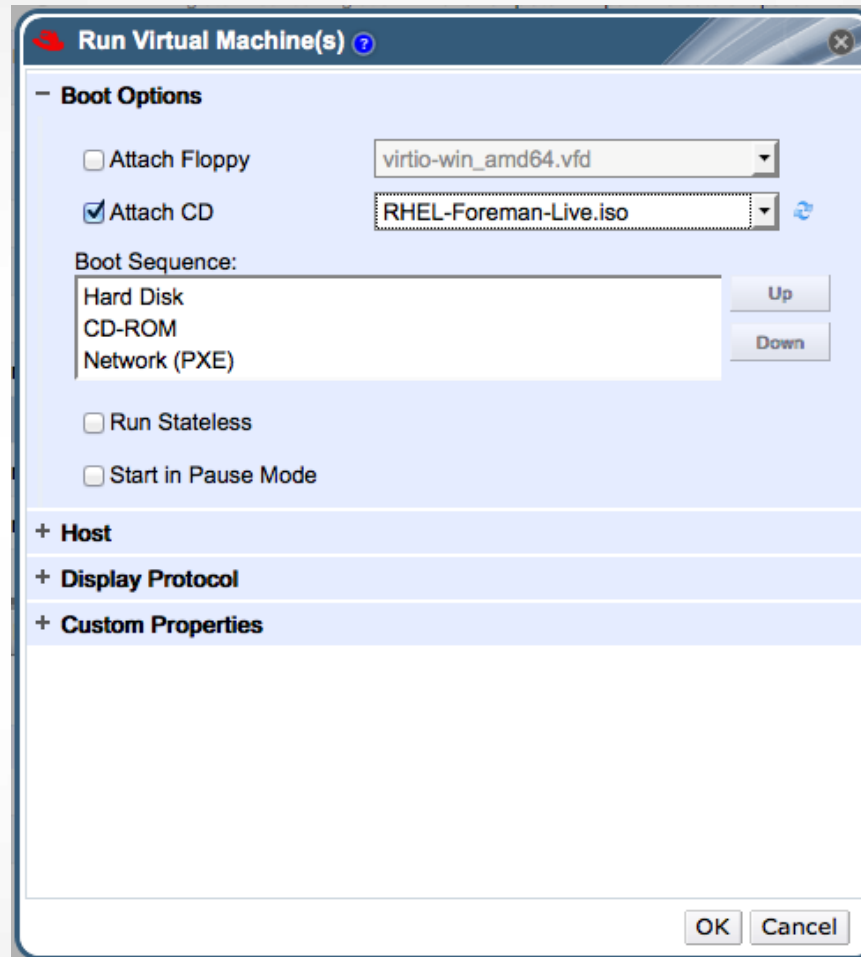 Run Virtual Machine(s) ?
− Boot Options
Attach Floppy virtio-win_amd64.vfd
Attach CD RHEL-Foreman-Live.iso
Boot Sequence:
Hard Disk Up
CD-ROM
Down
Network (PXE)
Run Stateless
Start in Pause Mode
+ Host
+ Display Protocol
+ Custom Properties
OK Cancel